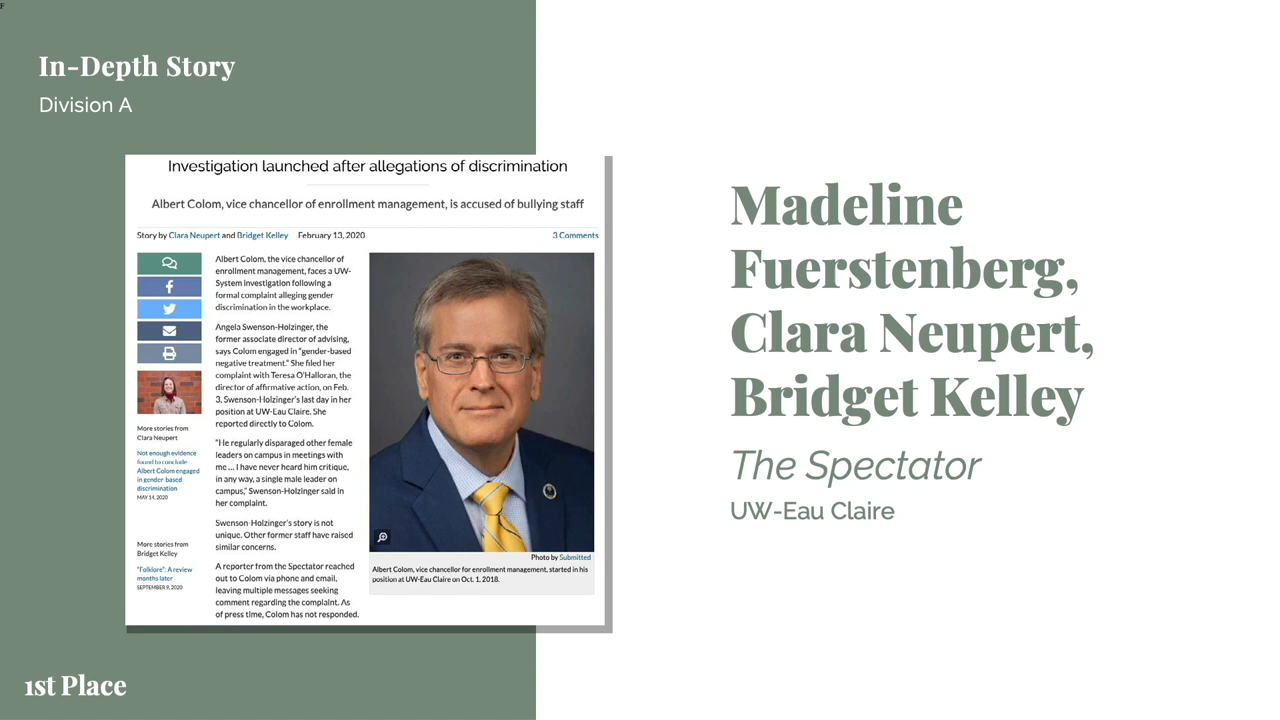 F
In-Depth Story
Division A
Investigation launched after allegations of discrimination
Albert Colom, vice chancellor of enrollment management, is accused of bullying staff
Story by Clara Neupert and Bridget Kelley February 13, 2020 3 Comments
Albert Colom, the vice chancellor of
enrollment management, faces a UW-
System investigation following a
formal complaint alleging gender
discrimination in the workplace.
Angela Swenson-Holzinger, the
former associate director of advising,
says Colom engaged in "gender-based
negative treatment." She filed her
complaint with Teresa O'Halloran, the
director of affirmative action, on Feb.
3, Swenson-Holzinger's last day in her
position at UW-Eau Claire. She
reported directly to Colom.
"He regularly disparaged other female
leaders on campus in meetings with
me ... I have never heard him critique,
in any way, a single male leader on
campus," Swenson-Holzinger said in
her complaint.
Swenson-Holzinger's story is not
unique. Other former staff have raised
similar concerns.
A reporter from the Spectator reached
out to Colom via phone and email,
leaving multiple messages seeking
comment regarding the complaint. As
of press time, Colom has not responded.
More stories from
Clara Neupert
Not enough evidence
found to conclude
Albert Colom engaged
in gender based
discrimination
MAY 14, 2020
More stories from
Bridget Kelley
"Folklore": A review
months later
SEPTEMBER 9, 2020
Photo by Submitted
Albert Colom, vice chancellor for enrollment management, started in his
position at UW-Eau Claire on Oct. 1, 2018.
Madeline
Fuerstenberg,
Clara Neupert,
Bridget Kelley
The Spectator
UW-Eau Claire
1st Place